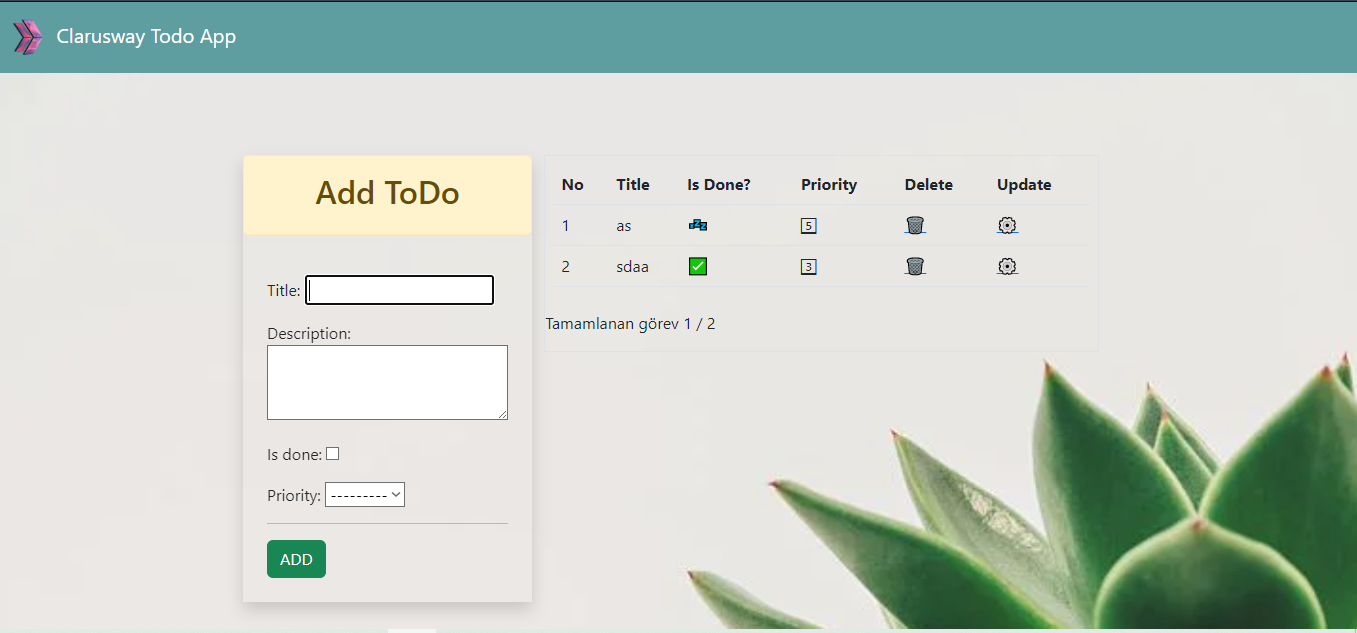 Clarusway Todo App
Add ToDo
Title:
Description:
Is done:
Priority: ---------
ADD
No Title Is Done? Priority Delete Update
1 as 💤 5 🗑 ⚙
2 sdaa ✅ 3 🗑 ⚙
Tamamlanan görev 1 / 2